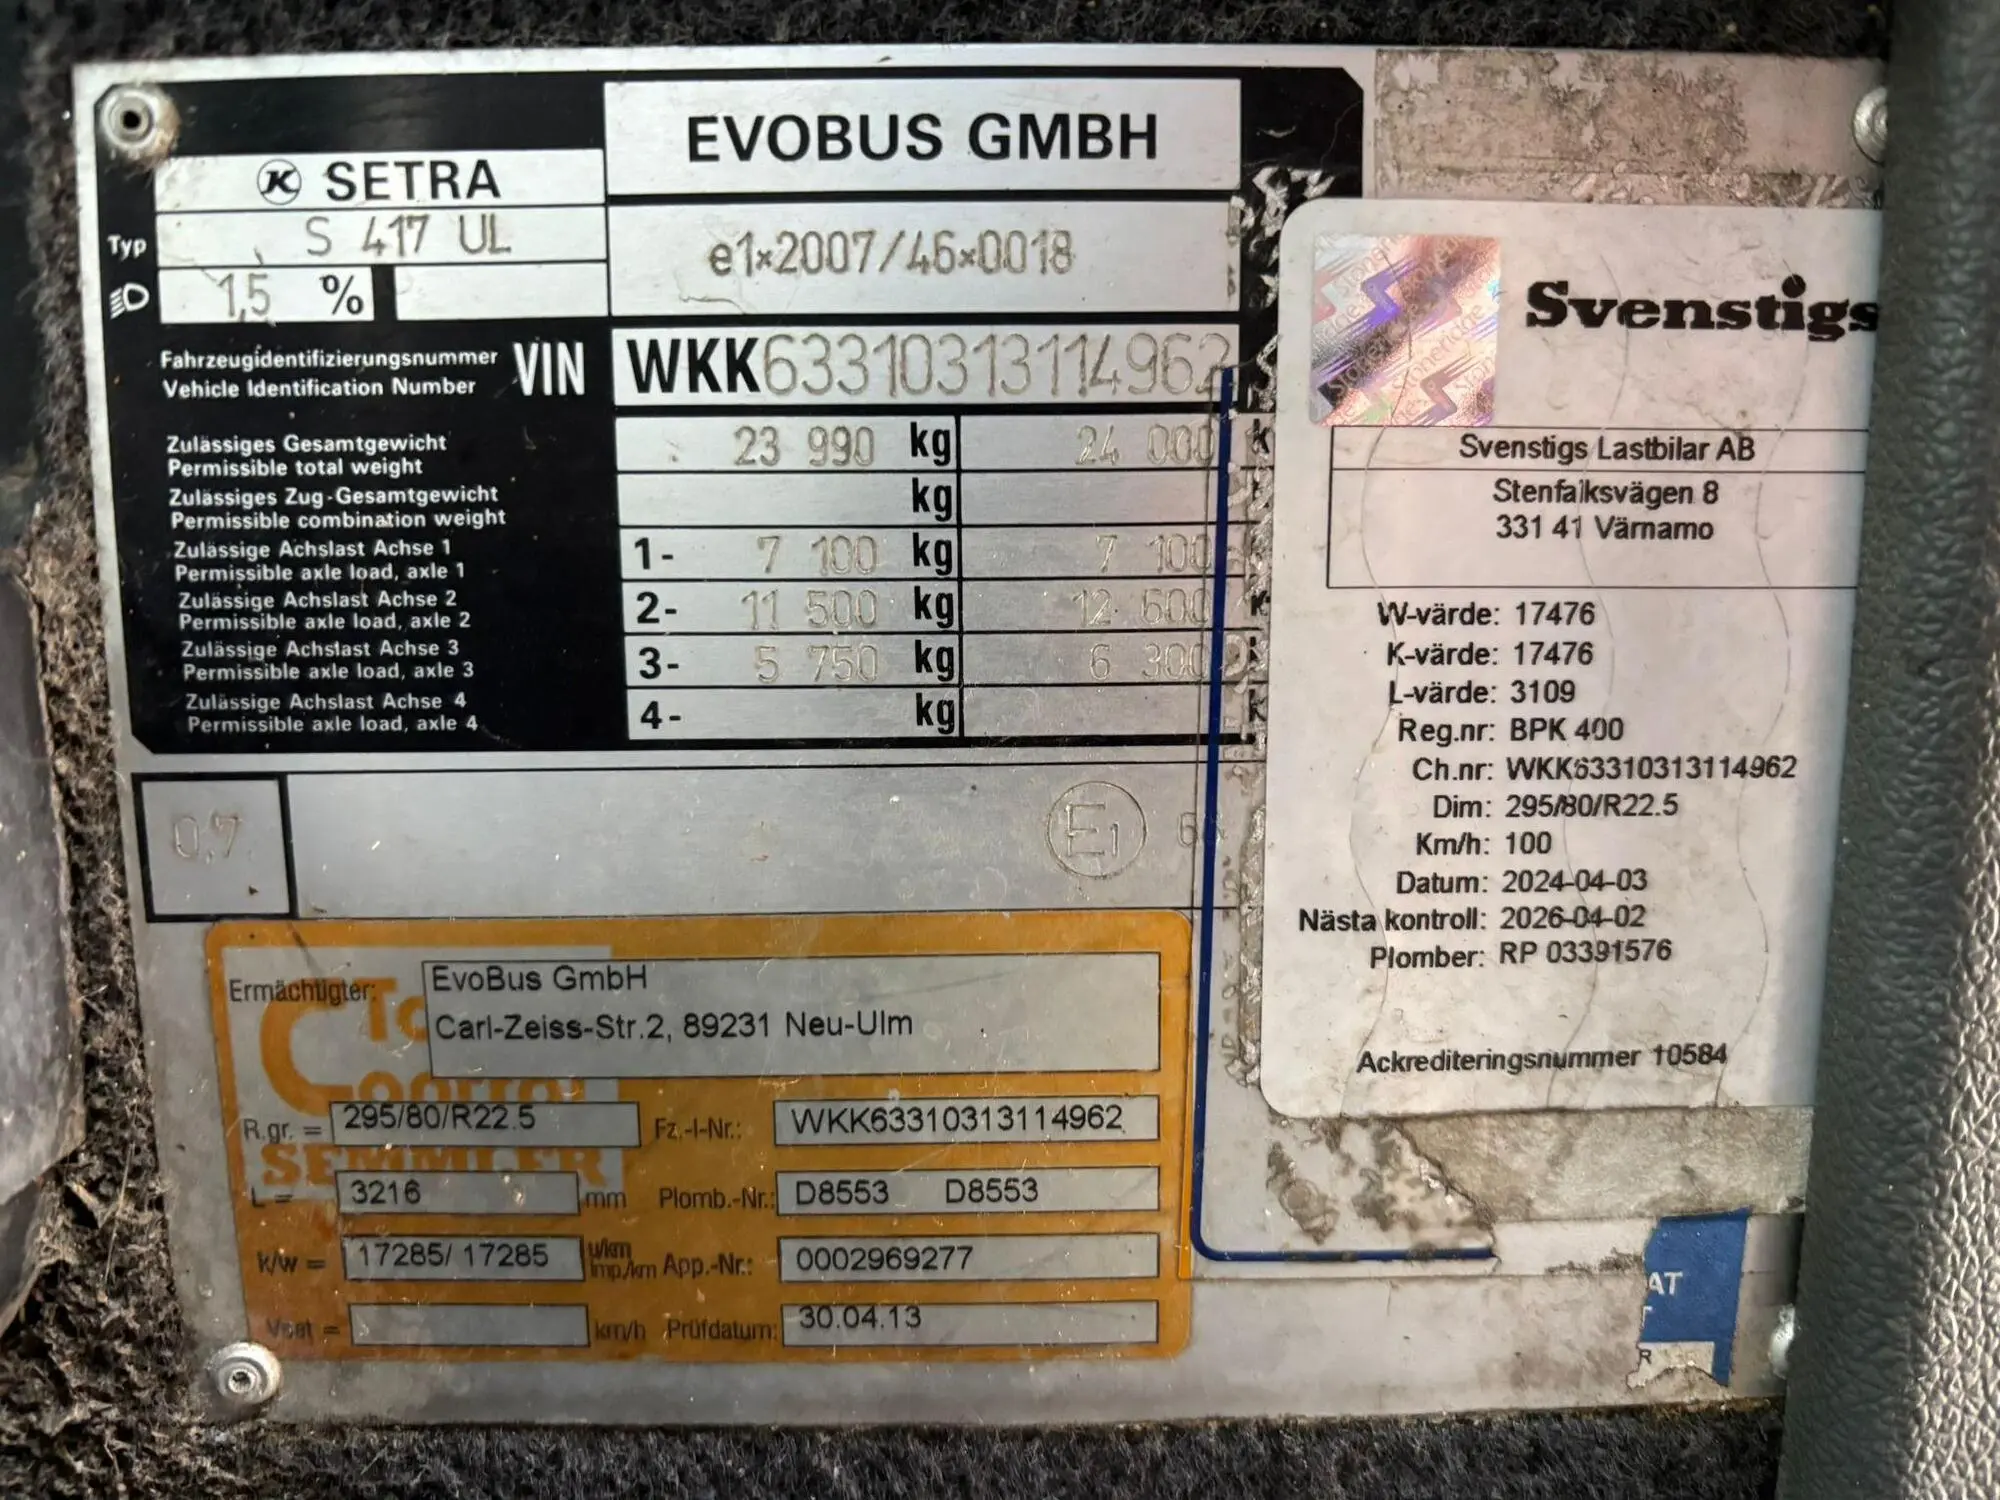 EVOBUS GMBH
SETRA
Typ S 417 UL
e1×2007/46×0018
1,5 %
Fahrzeugidentifizierungsnummer
Vehicle Identification Number
VIN WKK63310313114962
Zulässiges Gesamtgewicht
Permissible total weight
23 990 kg 24 000
Zulässiges Zug-Gesamtgewicht
Permissible combination weight
kg
Zulässige Achslast Achse 1
Permissible axle load, axle 1
1- 7 100 kg 7 100
Zulässige Achslast Achse 2
Permissible axle load, axle 2
2- 11 500 kg 12 600
Zulässige Achslast Achse 3
Permissible axle load, axle 3
3- 5 750 kg 6 300
Zulässige Achslast Achse 4
Permissible axle load, axle 4
4- kg
0,7
E1
Ermächtigter:
EvoBus GmbH
Carl-Zeiss-Str.2, 89231 Neu-Ulm
SEMMLER
R.gr. = 295/80/R22.5
Fz.-I-Nr.: WKK63310313114962
L = 3216 mm
Plomb.-Nr.: D8553 D8553
k/w = 17285/ 17285 u/km
Imp./km
App.-Nr.: 0002969277
Vset = km/h
Prüfdatum: 30.04.13
Stoneridge
Svenstigs
Svenstigs Lastbilar AB
Stenfalksvägen 8
331 41 Värnamo
W-värde: 17476
K-värde: 17476
L-värde: 3109
Reg.nr: BPK 400
Ch.nr: WKK63310313114962
Dim: 295/80/R22.5
Km/h: 100
Datum: 2024-04-03
Nästa kontroll: 2026-04-02
Plomber: RP 03391576
Ackrediteringsnummer 10584
AT